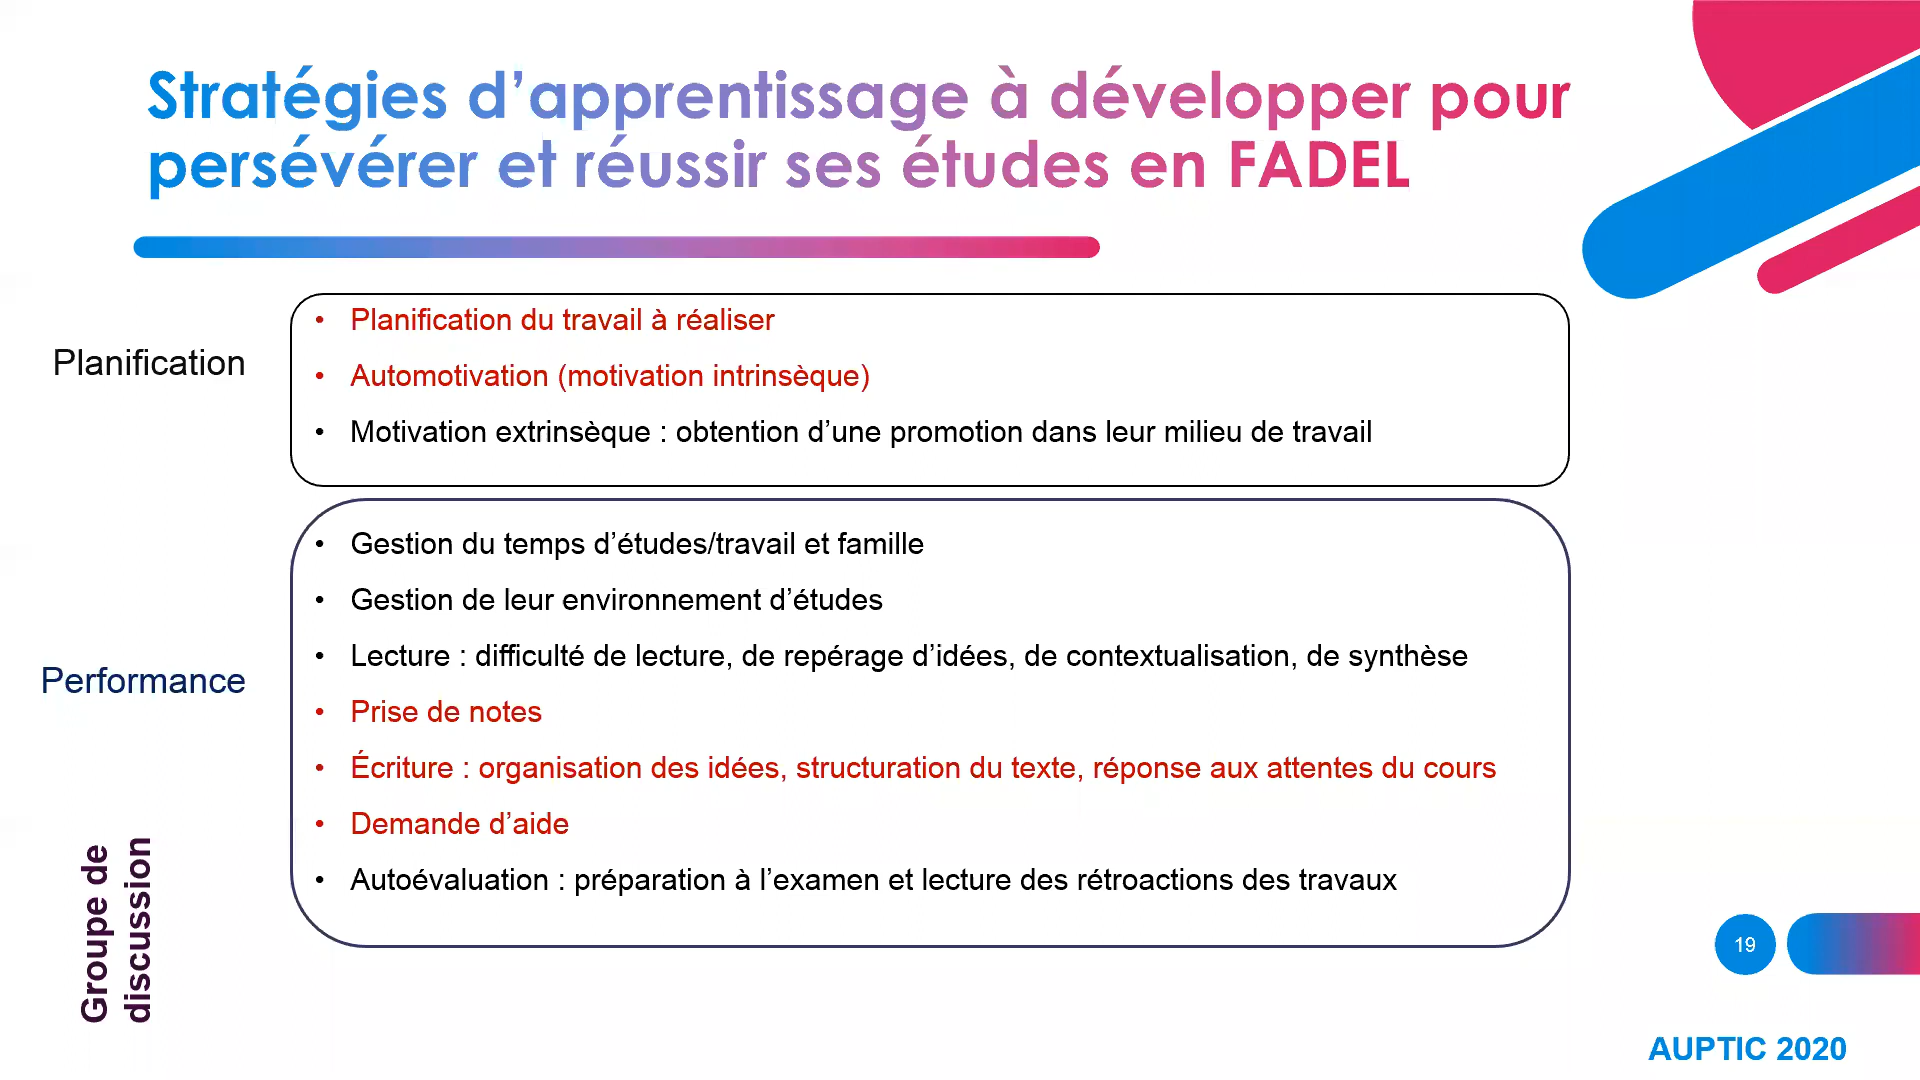 Stratégies d’apprentissage à développer pour
persévérer et réussir ses études en FADEL
Planification
• Planification du travail à réaliser
• Automotivation (motivation intrinsèque)
• Motivation extrinsèque : obtention d’une promotion dans leur milieu de travail
Performance
• Gestion du temps d’études/travail et famille
• Gestion de leur environnement d’études
• Lecture : difficulté de lecture, de repérage d’idées, de contextualisation, de synthèse
• Prise de notes
• Écriture : organisation des idées, structuration du texte, réponse aux attentes du cours
• Demande d’aide
• Autoévaluation : préparation à l’examen et lecture des rétroactions des travaux
Groupe de
discussion
19
AUPTIC 2020